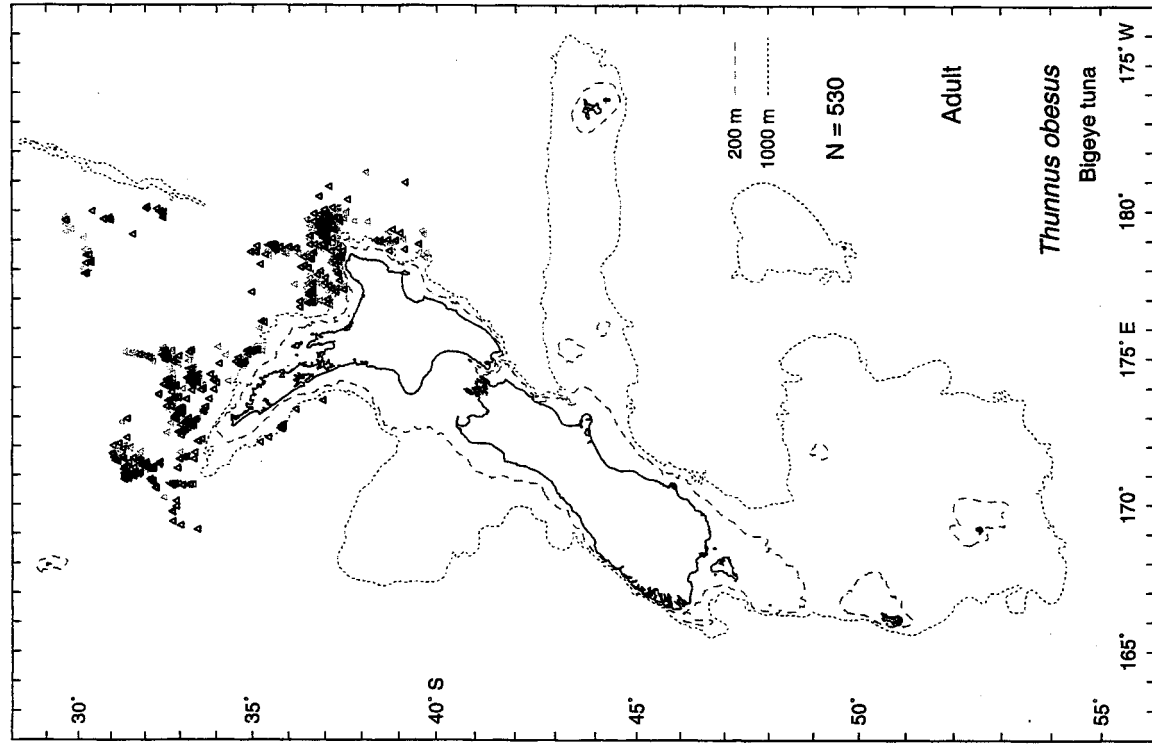 30°
35°
40° S
45°
50°
55°
165°
170°
175° E
180°
175° W
200 m
1000 m
N = 530
Adult
Thunnus obesus
Bigeye tuna